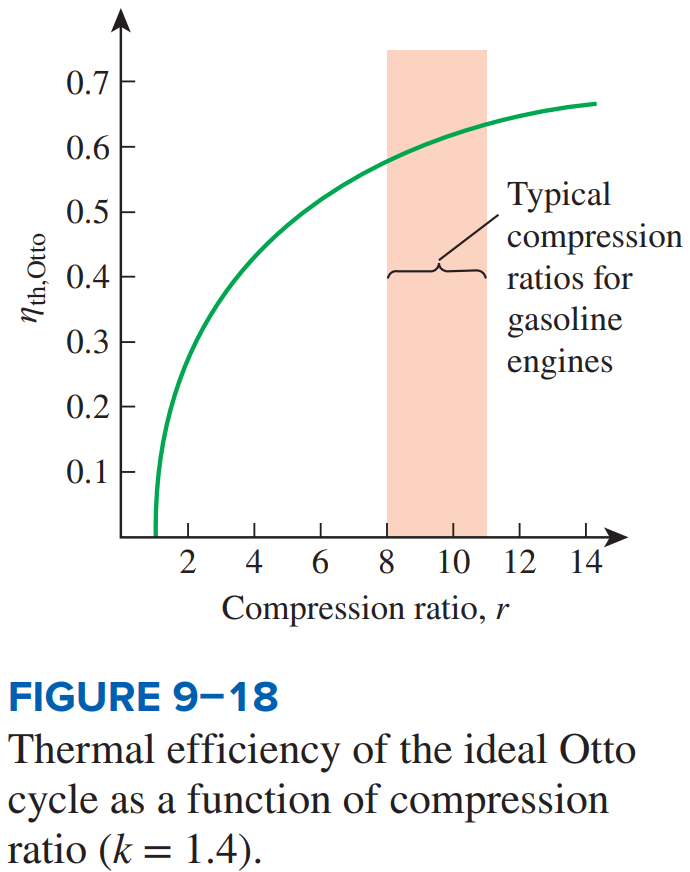 0.7
0.6
0.5
0.4
0.3
0.2
0.1
ηth,Otto
Typical
compression
ratios for
gasoline
engines
2 4 6 8 10 12 14
Compression ratio, r
FIGURE 9–18
Thermal efficiency of the ideal Otto
cycle as a function of compression
ratio (k = 1.4).